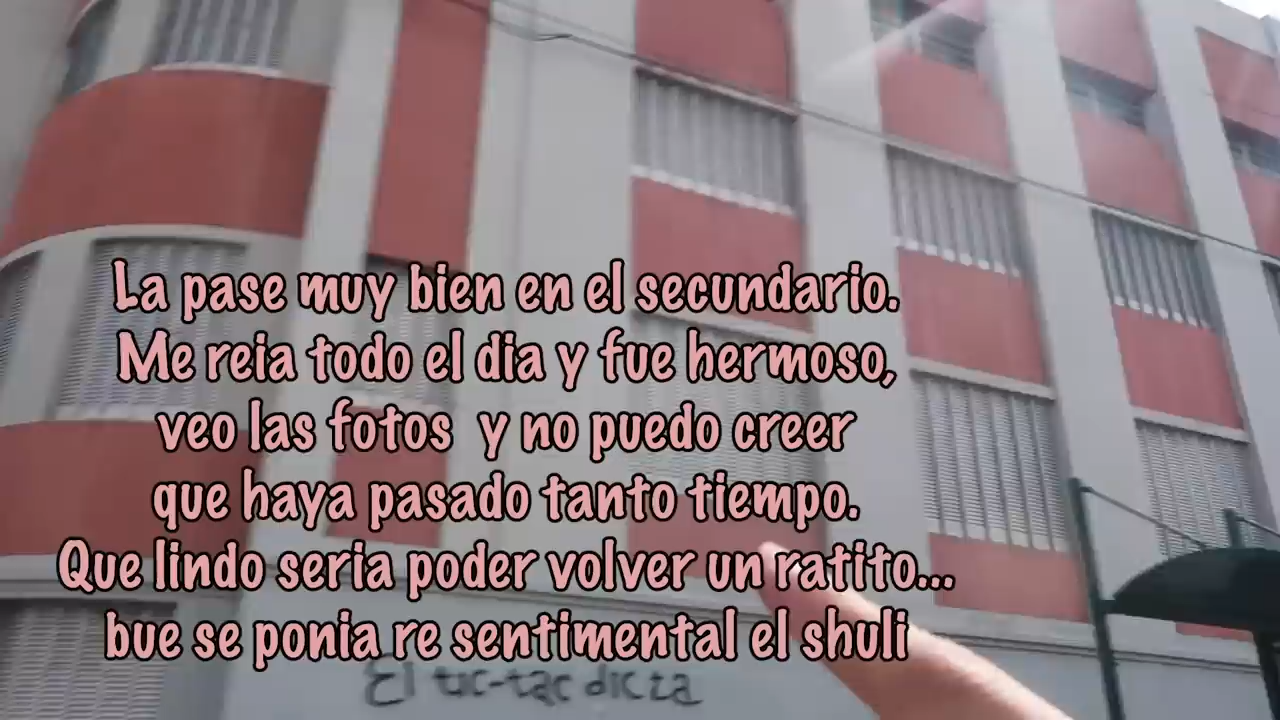 La pase muy bien en el secundario.
Me reia todo el dia y fue hermoso,
veo las fotos  y no puedo creer
que haya pasado tanto tiempo.
Que lindo seria poder volver un ratito...
bue se ponia re sentimental el shuli
El tic-tac dicta